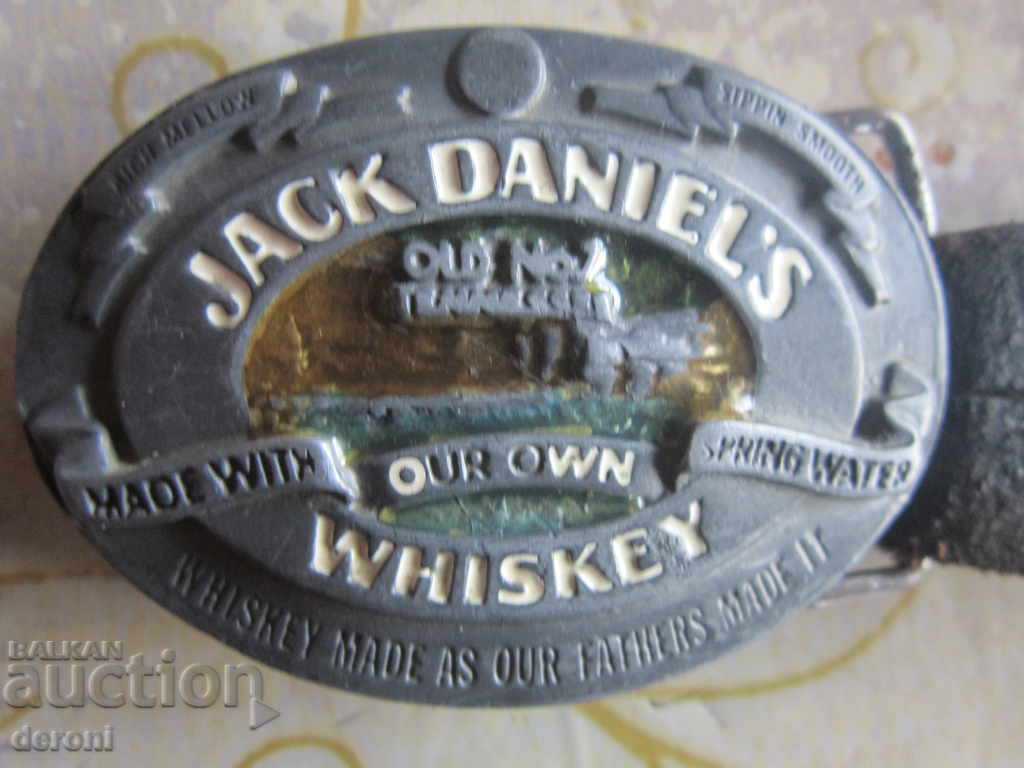 MELLOW
SIPPIN SMOOTH
JACK DANIEL'S
OLD No. 7
TENNESSEE
MADE WITH OUR OWN SPRING WATER
WHISKEY
WHISKEY MADE AS OUR FATHERS MADE IT
BALKAN
auction
deroni